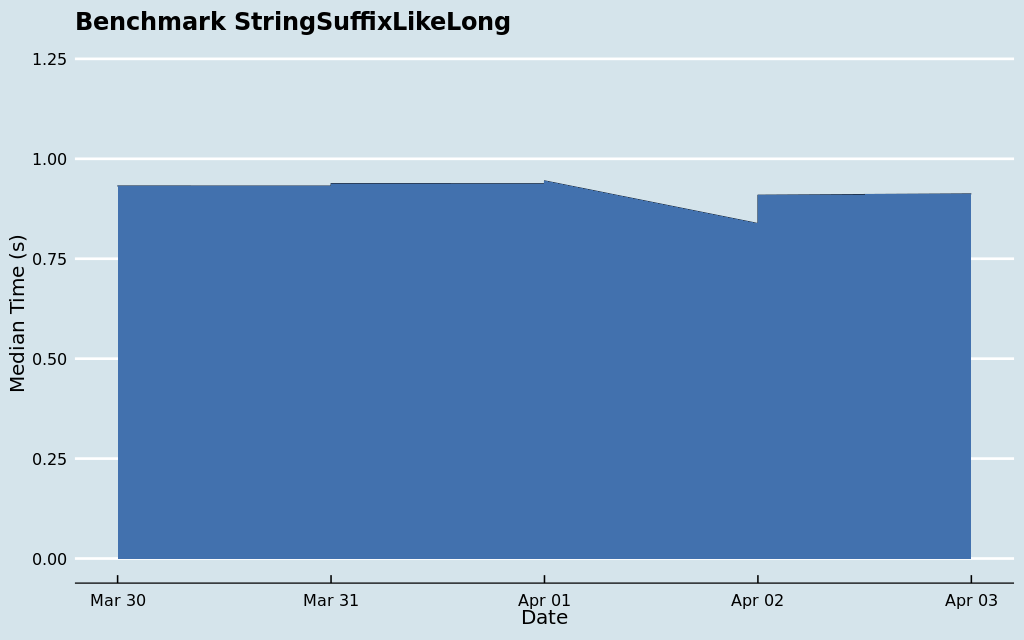 Benchmark StringSuffixLikeLong
Median Time (s)
1.25
1.00
0.75
0.50
0.25
0.00
Mar 30 Mar 31 Apr 01 Apr 02 Apr 03
Date